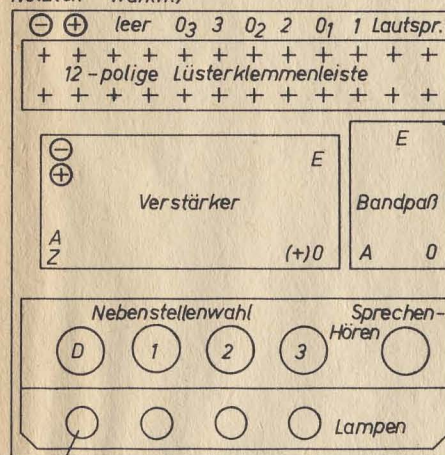 ⊖ ⊕ leer 0₃ 3 0₂ 2 0₁ 1 Lautspr.
+ + + + + + + + + + + +
12-polige Lüsterklemmenleiste
+ + + + + + + + + + + +
⊖
⊕
E
Verstärker
A
Z
(+)0
E
Bandpaß
A 0
Nebenstellenwahl
Sprechen-
Hören
D 1 2 3
Lampen